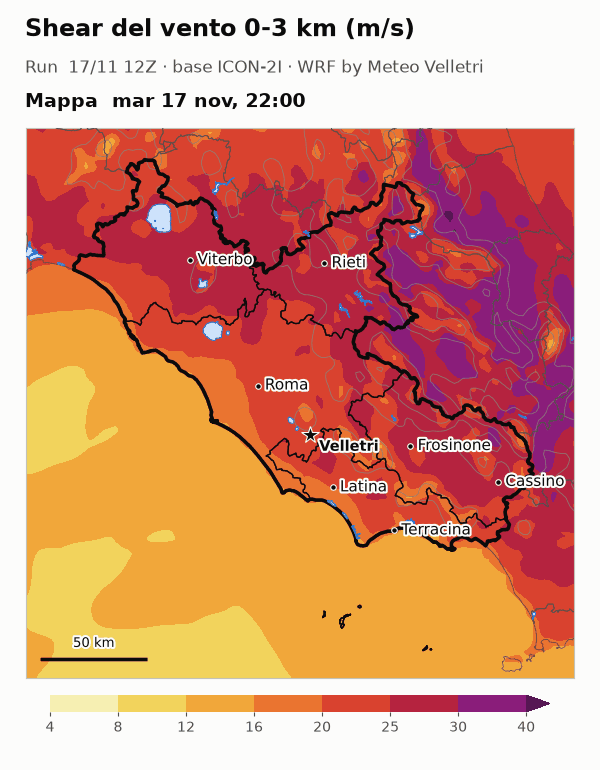 Shear del vento 0-3 km (m/s)
Run  17/11 12Z · base ICON-2I · WRF by Meteo Velletri
Mappa  mar 17 nov, 22:00
Viterbo
Rieti
Roma
Velletri
Frosinone
Cassino
Latina
Terracina
50 km
4 8 12 16 20 25 30 40